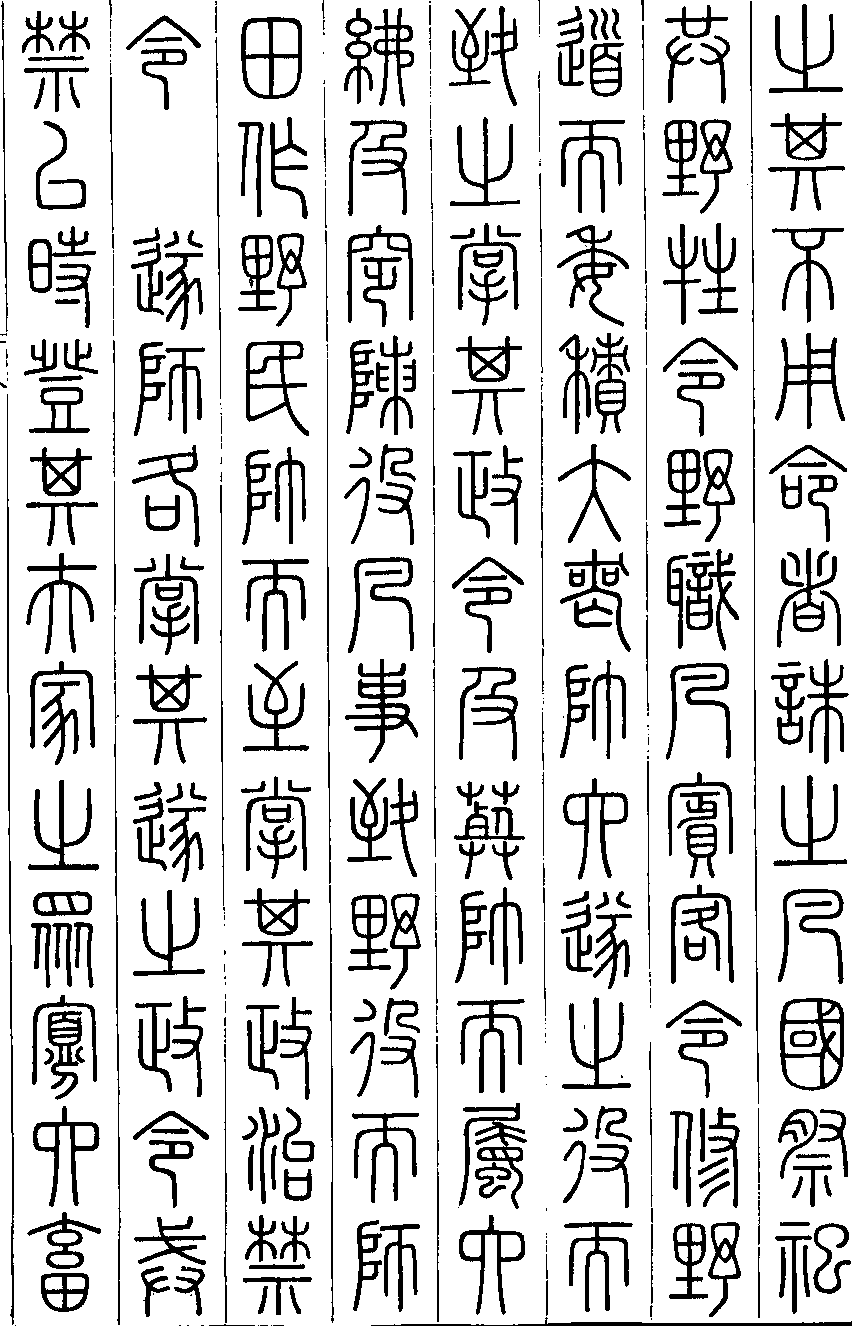 之其不用命者誅之凡國祭祀
共野牲令野職凡賓客令修野
道而委積大喪帥六遂之役而
致之掌其政令及葬帥而屬六
紼及窆陳役凡事致野役而師
田作野民帥而至掌其政治禁
令　遂師各掌其遂之政令戒
禁以時登其夫家之眾寡六畜